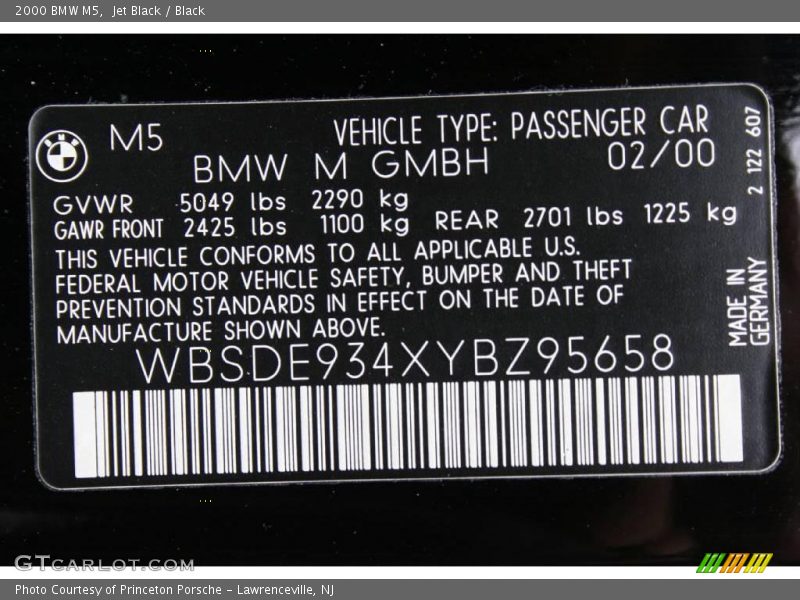 2000 BMW M5,  Jet Black / Black
M5
VEHICLE TYPE: PASSENGER CAR
BMW M GMBH
02/00
2 122 607
GVWR 5049 lbs 2290 kg
GAWR FRONT 2425 lbs 1100 kg REAR 2701 lbs 1225 kg
THIS VEHICLE CONFORMS TO ALL APPLICABLE U.S.
FEDERAL MOTOR VEHICLE SAFETY, BUMPER AND THEFT
PREVENTION STANDARDS IN EFFECT ON THE DATE OF
MANUFACTURE SHOWN ABOVE.
MADE IN
GERMANY
WBSDE934XYBZ95658
GTCARLOT.COM
Photo Courtesy of Princeton Porsche - Lawrenceville, NJ